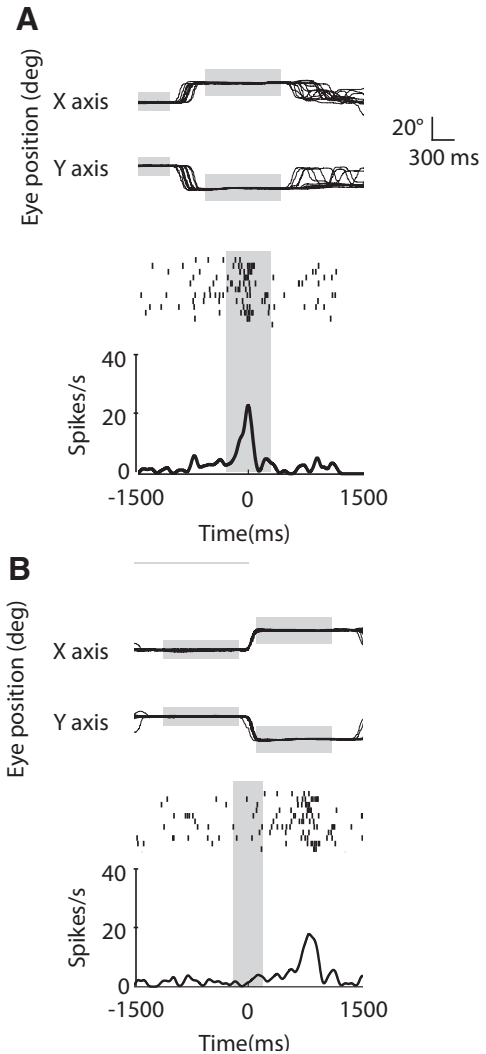 A
Eye position (deg)
X axis
20°
300 ms
Y axis
Spikes/s
40
20
0
-1500
0
1500
Time(ms)
B
Eye position (deg)
X axis
Y axis
Spikes/s
40
20
0
-1500
0
1500
Time(ms)